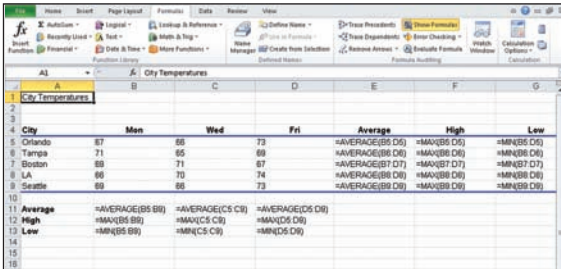 File Home Insert Page Layout Formulas Data Review View
fx Insert Function
Σ AutoSum
Recently Used
Financial
Logical
Text
Date & Time
Lookup & Reference
Math & Trig
More Functions
Function Library
Name Manager
Define Name
Use in Formula
Create from Selection
Defined Names
Trace Precedents
Trace Dependents
Remove Arrows
Show Formulas
Error Checking
Evaluate Formula
Formula Auditing
Watch Window
Calculation Options
Calculation
A1 fx City Temperatures
A B C D E F G
1 City Temperatures
2
3
4 City Mon Wed Fri Average High Low
5 Orlando 67 66 73 =AVERAGE(B5:D5) =MAX(B5:D5) =MIN(B5:D5)
6 Tampa 71 65 69 =AVERAGE(B6:D6) =MAX(B6:D6) =MIN(B6:D6)
7 Boston 68 71 67 =AVERAGE(B7:D7) =MAX(B7:D7) =MIN(B7:D7)
8 LA 66 70 74 =AVERAGE(B8:D8) =MAX(B8:D8) =MIN(B8:D8)
9 Seattle 69 66 73 =AVERAGE(B9:D9) =MAX(B9:D9) =MIN(B9:D9)
10
11 Average =AVERAGE(B5:B9) =AVERAGE(C5:C9) =AVERAGE(D5:D9)
12 High =MAX(B5:B9) =MAX(C5:C9) =MAX(D5:D9)
13 Low =MIN(B5:B9) =MIN(C5:C9) =MIN(D5:D9)
14
15
16